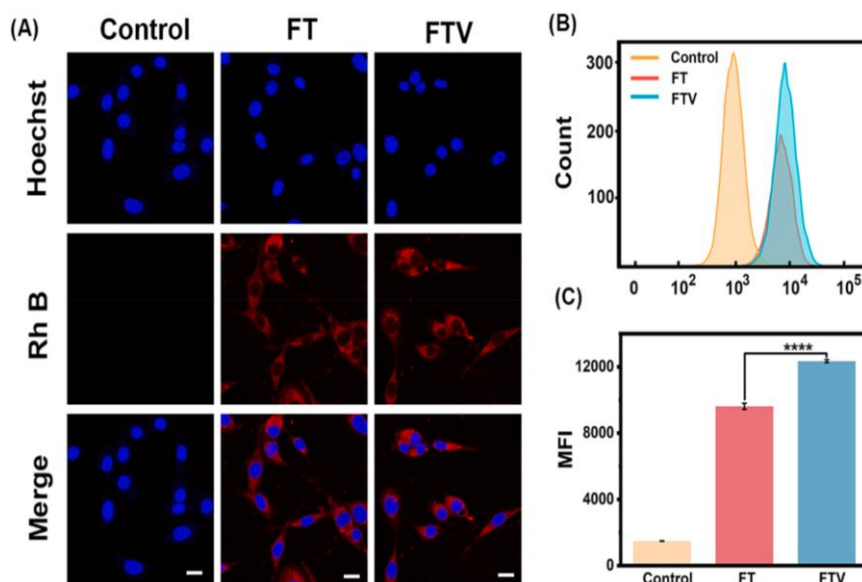 (A)
Control FT FTV
Hoechst
Rh B
Merge
(B)
Control
FT
FTV
300
200
100
Count
0 10² 10³ 10⁴ 10⁵
(C)
****
12000
8000
4000
0
MFI
Control FT FTV